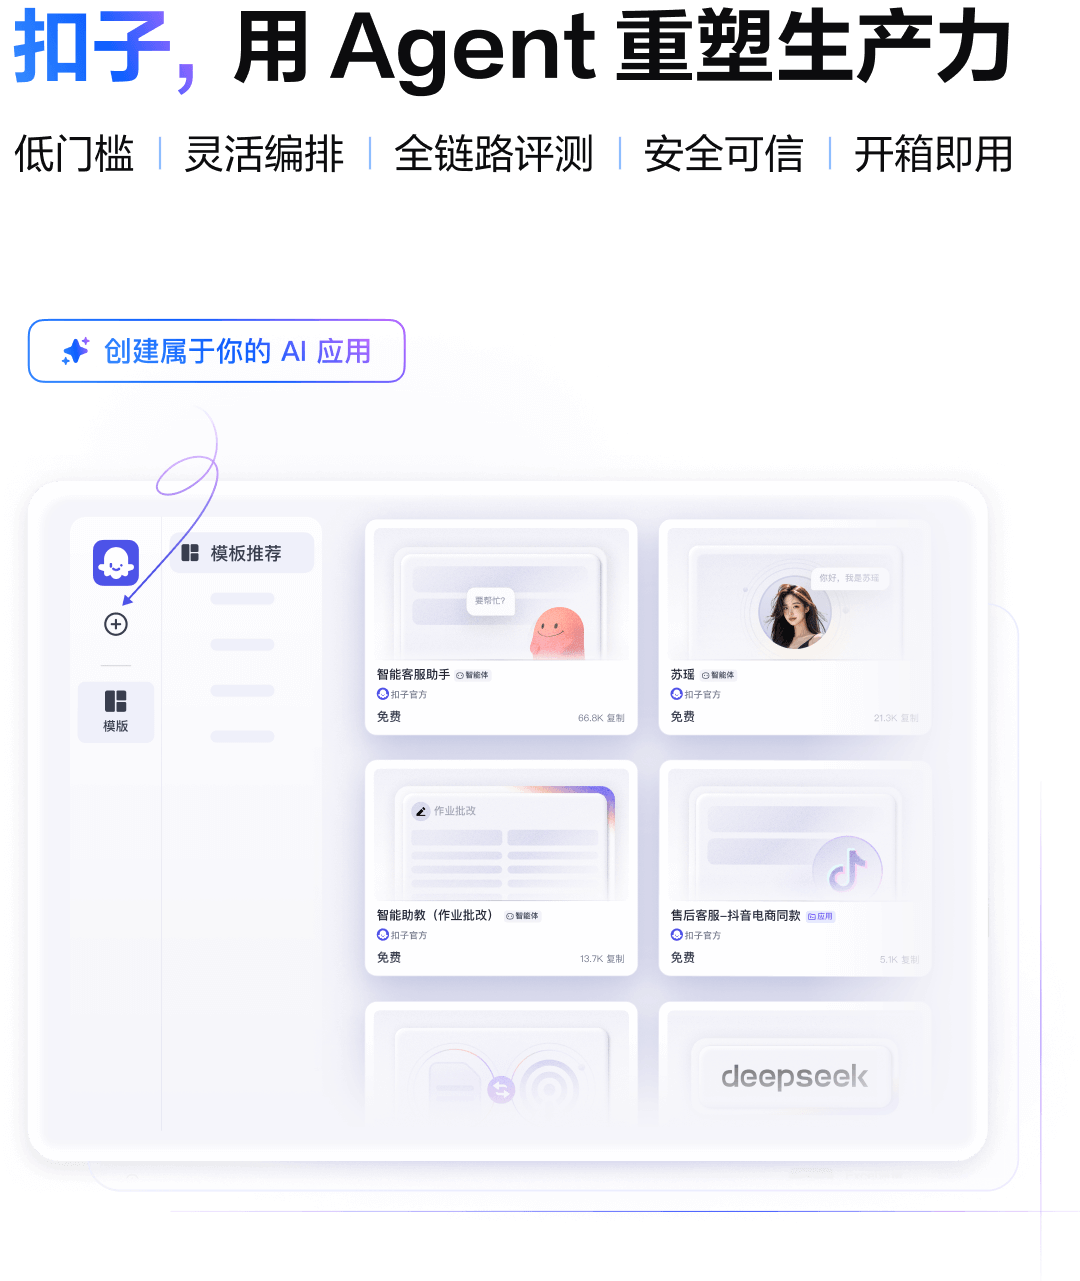 扣子，用 Agent 重塑生产力
低门槛 | 灵活编排 | 全链路评测 | 安全可信 | 开箱即用
创建属于你的 AI 应用
模板推荐
模版
要帮忙?
智能客服助手 智能体
扣子官方
免费 66.8K 复制
你好，我是苏瑶
苏瑶 智能体
扣子官方
免费 21.3K 复制
作业批改
智能助教（作业批改） 智能体
扣子官方
免费 13.7K 复制
售后客服–抖音电商同款 应用
扣子官方
免费 5.1K 复制
deepseek